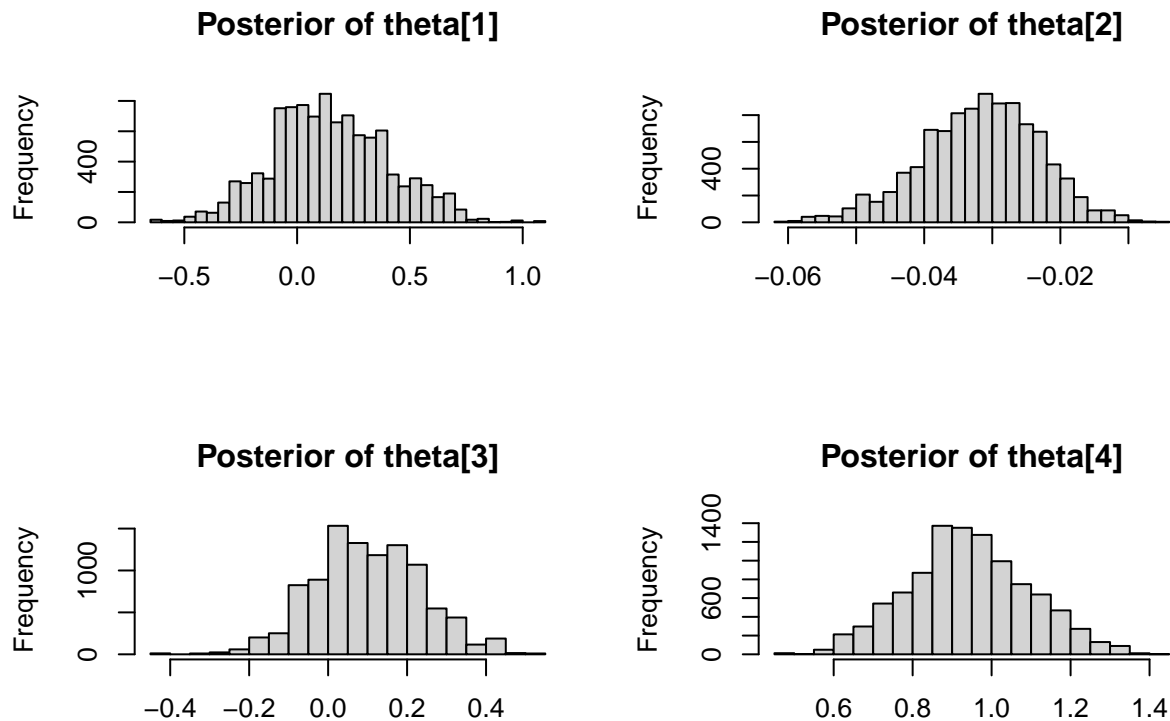 Posterior of theta[1]
Frequency
0 400
−0.5 0.0 0.5 1.0
Posterior of theta[2]
Frequency
0 400
−0.06 −0.04 −0.02
Posterior of theta[3]
Frequency
0 1000
−0.4 −0.2 0.0 0.2 0.4
Posterior of theta[4]
Frequency
0 600 1400
0.6 0.8 1.0 1.2 1.4